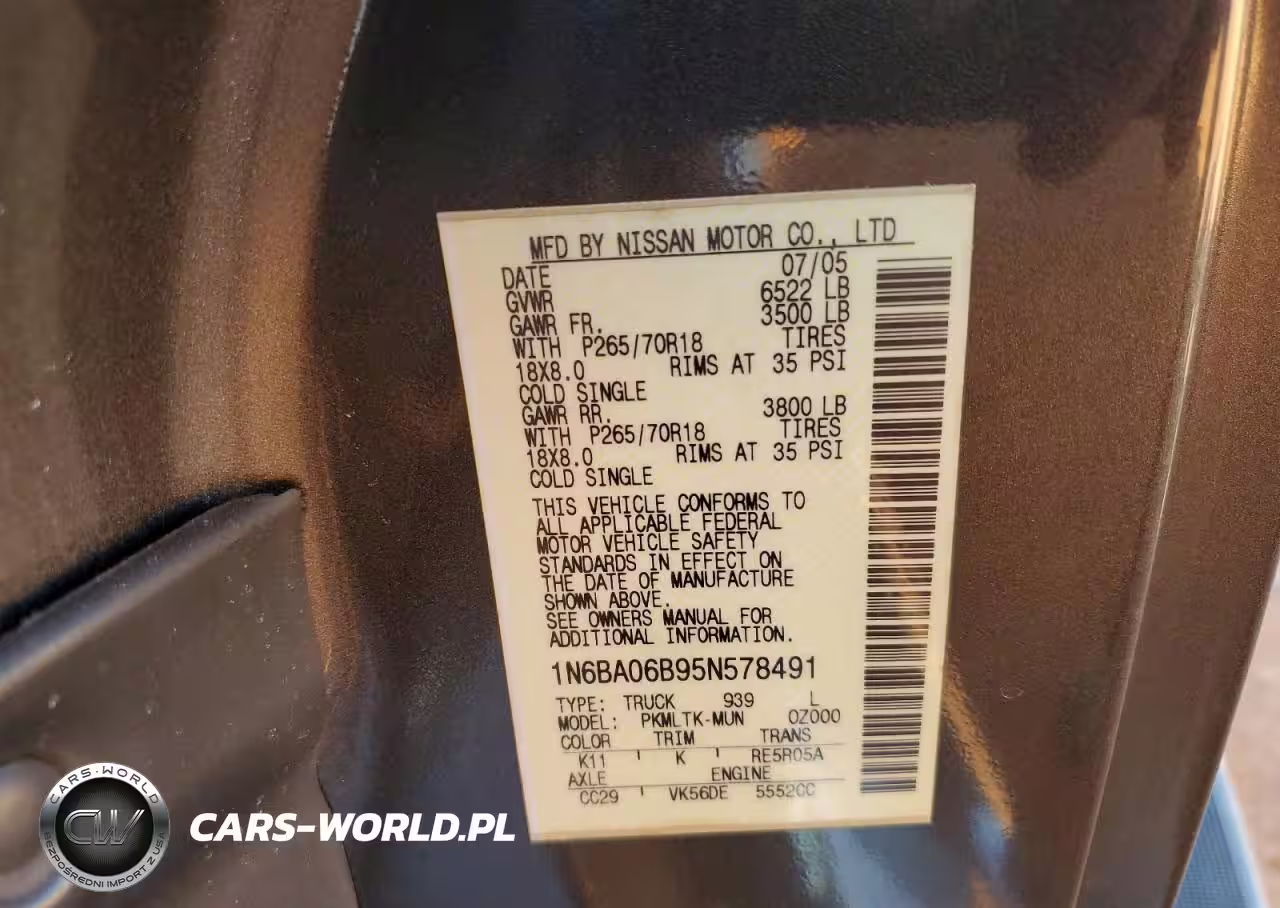 MFD BY NISSAN MOTOR CO., LTD
DATE 07/05
GVWR 6522 LB
GAWR FR. 3500 LB
WITH P265/70R18 TIRES
18X8.0 RIMS AT 35 PSI
COLD SINGLE
GAWR RR. 3800 LB
WITH P265/70R18 TIRES
18X8.0 RIMS AT 35 PSI
COLD SINGLE
THIS VEHICLE CONFORMS TO
ALL APPLICABLE FEDERAL
MOTOR VEHICLE SAFETY
STANDARDS IN EFFECT ON
THE DATE OF MANUFACTURE
SHOWN ABOVE.
SEE OWNERS MANUAL FOR
ADDITIONAL INFORMATION.
1N6BA06B95N578491
TYPE: TRUCK 939 L
MODEL: PKMLTK-MUN 0Z000
COLOR TRIM TRANS
K11 K RE5R05A
AXLE ENGINE
CC29 VK56DE 5552CC
CARS-WORLD
CW
BEZPOŚREDNI IMPORT Z USA
CARS-WORLD.PL